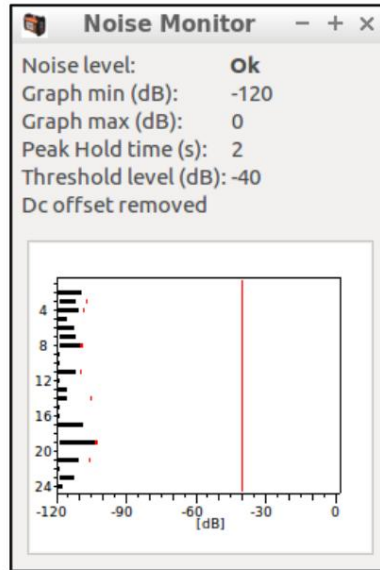 Noise Monitor
Noise level: Ok
Graph min (dB): -120
Graph max (dB): 0
Peak Hold time (s): 2
Threshold level (dB): -40
Dc offset removed
4
8
12
16
20
24
-120 -90 -60 -30 0
[dB]